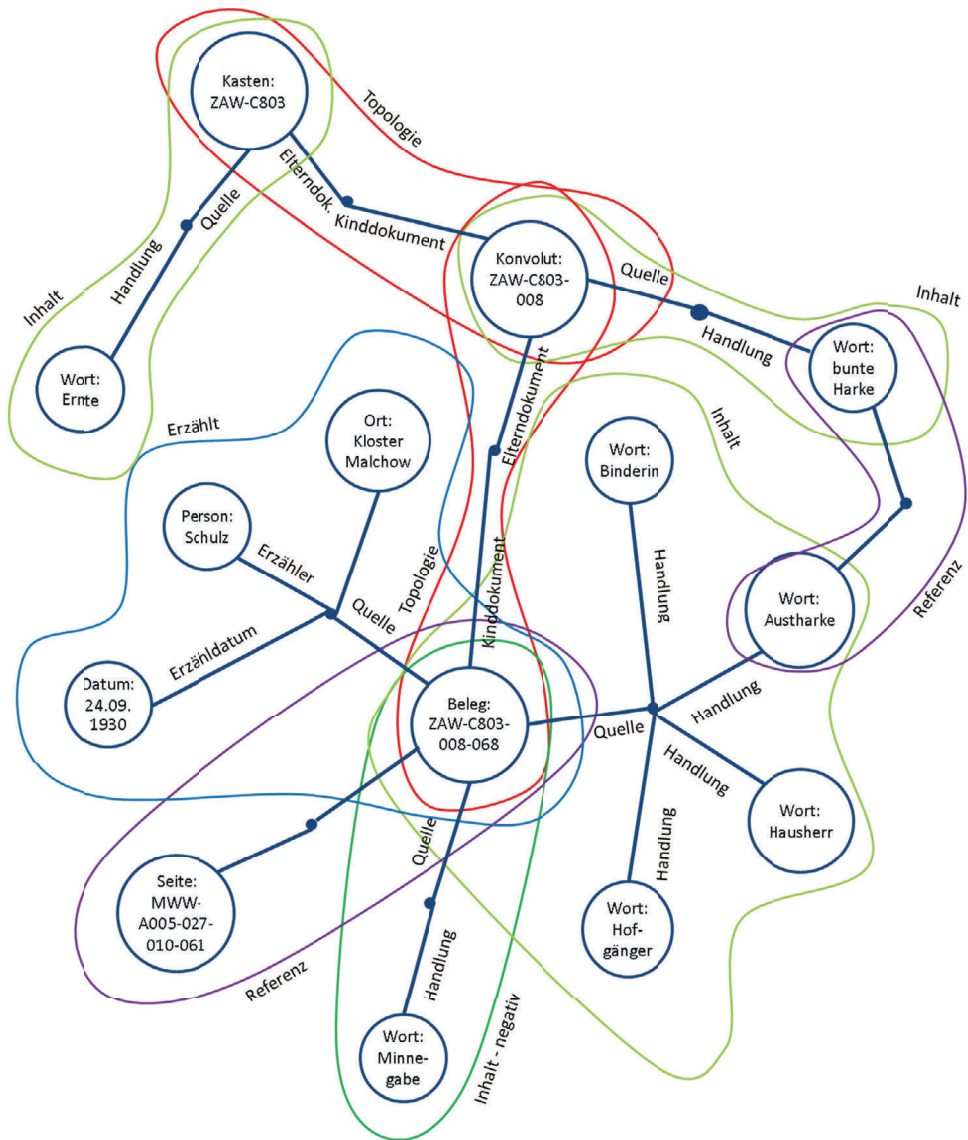 Kasten:
ZAW-C803
Topologie
Elterndok.
Kinddokument
Quelle
Handlung
Inhalt
Wort:
Ernte
Konvolut:
ZAW-C803-
008
Quelle
Handlung
Inhalt
Wort:
bunte
Harke
Elterndokument
Kinddokument
Topologie
Erzählt
Ort:
Kloster
Malchow
Person:
Schulz
Erzähler
Quelle
Erzähldatum
Datum:
24.09.
1930
Inhalt
Wort:
Binderin
Handlung
Wort:
Austharke
Referenz
Handlung
Beleg:
ZAW-C803-
008-068
Quelle
Handlung
Wort:
Hausherr
Handlung
Wort:
Hof-
gänger
Seite:
MWW-
A005-027-
010-061
Referenz
Quelle
Handlung
Wort:
Minne-
gabe
Inhalt - negativ